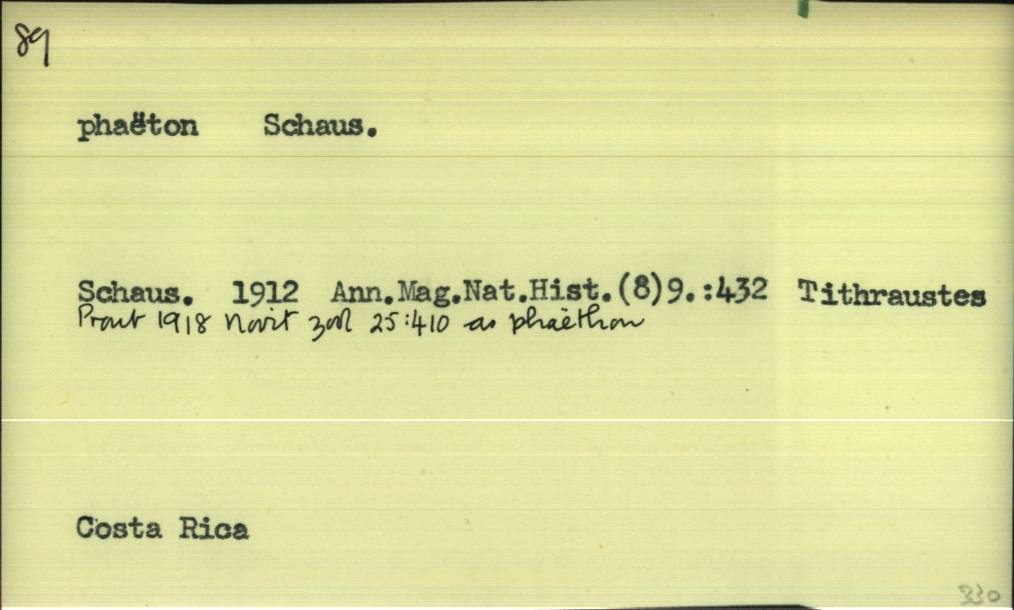 89
phaëton Schaus.
Schaus. 1912 Ann.Mag.Nat.Hist.(8)9.:432 Tithraustes
Prout 1918 Novit zool 25:410 as phaëthon
Costa Rica
330